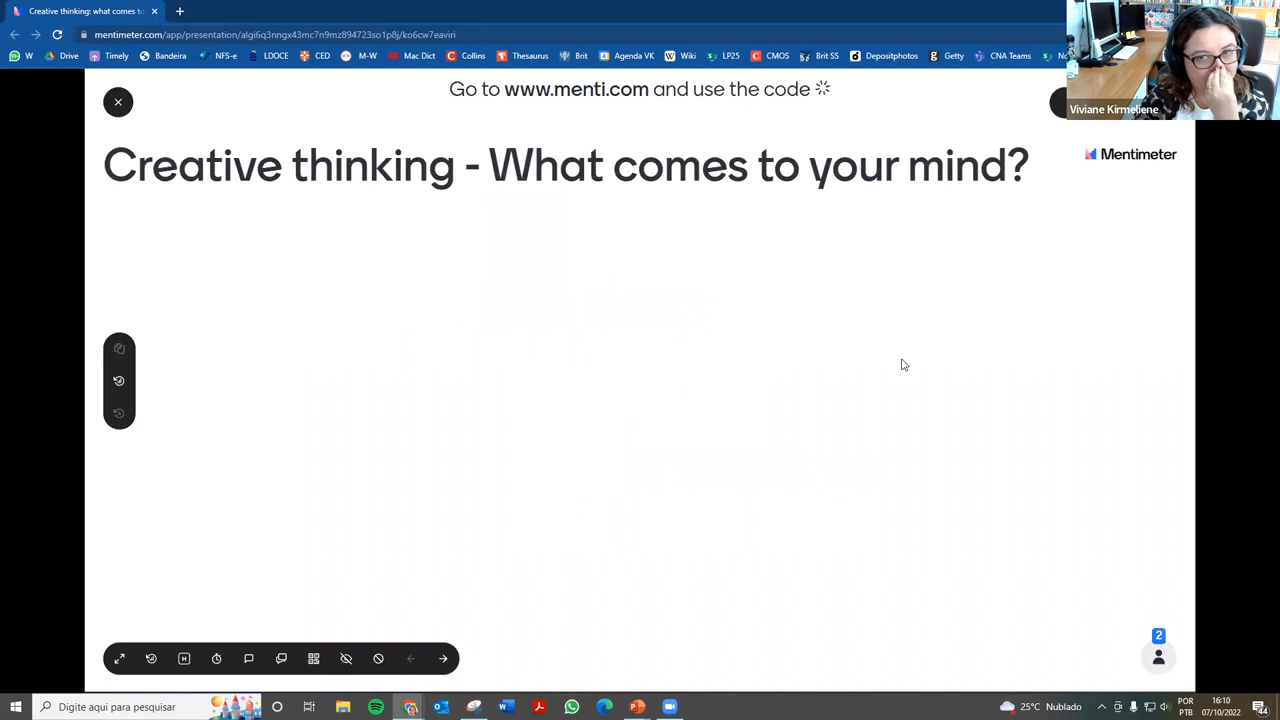 Creative thinking: what comes to
mentimeter.com/app/presentation/algi6q3nngx43mc7n9mz894723so1p8j/ko6cw7eaviri
W Drive Timely Bandeira NFS-e LDOCE CED M-W Mac Dict Collins Thesaurus Brit Agenda VK Wiki LP25 CMOS Brit SS Depositphotos Getty CNA Teams
Viviane Kirmeliene
Go to www.menti.com and use the code
Creative thinking - What comes to your mind?
Mentimeter
H
2
Digite aqui para pesquisar
25°C Nublado
POR
PTB
16:10
07/10/2022
44